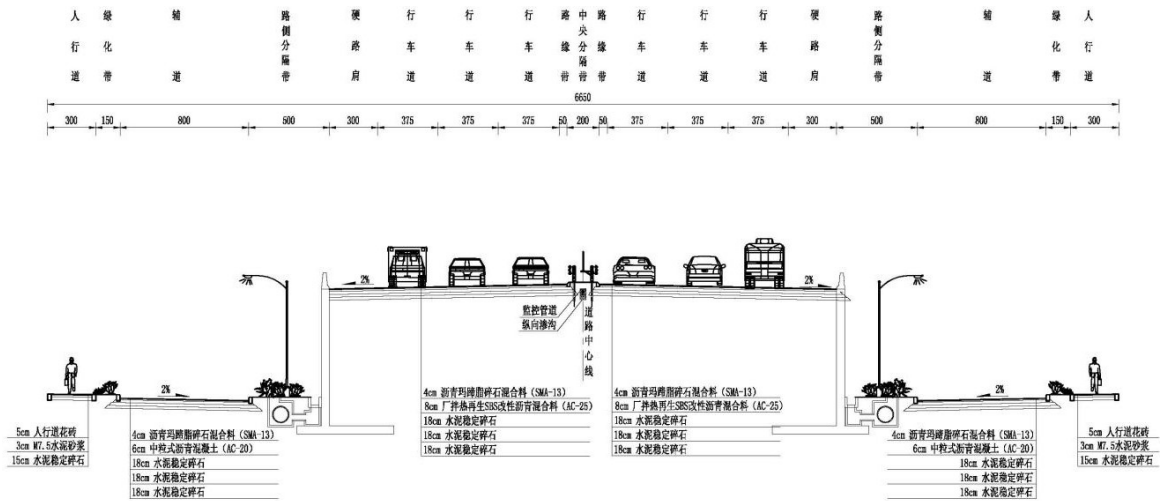 人行道
绿化带
辅道
路侧分隔带
硬路肩
行车道
行车道
行车道
路缘带
中央分隔带
路缘带
行车道
行车道
行车道
硬路肩
路侧分隔带
辅道
绿化带
人行道
6650
300 150 800 500 300 375 375 375 50 200 50 375 375 375 300 500 800 150 300
2%
2%
监控管道
纵向渗沟
道路中心线
2%
2%
4cm 沥青玛蹄脂碎石混合料(SMA-13)
8cm 厂拌热再生SBS改性沥青混合料(AC-25)
18cm 水泥稳定碎石
18cm 水泥稳定碎石
18cm 水泥稳定碎石
4cm 沥青玛蹄脂碎石混合料(SMA-13)
8cm 厂拌热再生SBS改性沥青混合料(AC-25)
18cm 水泥稳定碎石
18cm 水泥稳定碎石
18cm 水泥稳定碎石
5cm 人行道花砖
3cm M7.5水泥砂浆
15cm 水泥稳定碎石
4cm 沥青玛蹄脂碎石混合料(SMA-13)
6cm 中粒式沥青混凝土(AC-20)
18cm 水泥稳定碎石
18cm 水泥稳定碎石
18cm 水泥稳定碎石
4cm 沥青玛蹄脂碎石混合料(SMA-13)
6cm 中粒式沥青混凝土(AC-20)
18cm 水泥稳定碎石
18cm 水泥稳定碎石
18cm 水泥稳定碎石
5cm 人行道花砖
3cm M7.5水泥砂浆
15cm 水泥稳定碎石